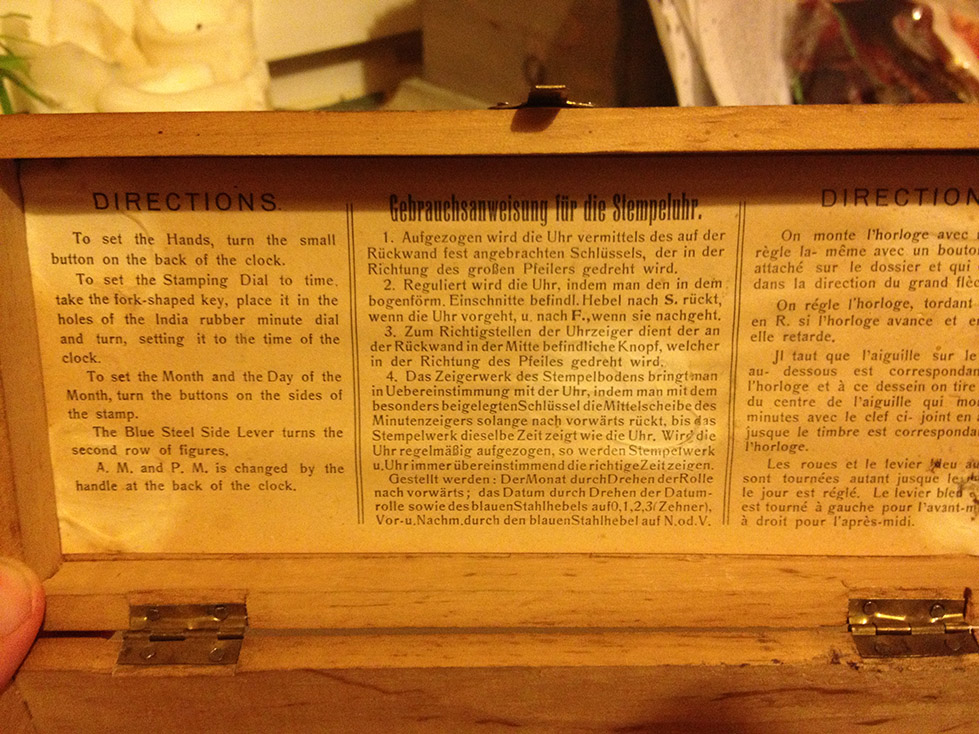 DIRECTIONS.
To set the Hands, turn the small
button on the back of the clock.
To set the Stamping Dial to time,
take the fork-shaped key, place it in the
holes of the India rubber minute dial
and turn, setting it to the time of the
clock.
To set the Month and the Day of the
Month, turn the buttons on the sides of
the stamp.
The Blue Steel Side Lever turns the
second row of figures.
A. M. and P. M. is changed by the
handle at the back of the clock.
Gebrauchsanweisung für die Stempeluhr.
1. Aufgezogen wird die Uhr vermittels des auf der
Rückwand fest angebrachten Schlüssels, der in der
Richtung des großen Pfeilers gedreht wird.
2. Reguliert wird die Uhr, indem man den in dem
bogenförm. Einschnitte befindl. Hebel nach S. rückt,
wenn die Uhr vorgeht, u. nach F., wenn sie nachgeht.
3. Zum Richtigstellen der Uhrzeiger dient der an
der Rückwand in der Mitte befindliche Knopf, welcher
in der Richtung des Pfeiles gedreht wird.
4. Das Zeigerwerk des Stempelbodens bringt man
in Uebereinstimmung mit der Uhr, indem man mit dem
besonders beigelegten Schlüssel die Mittelscheibe des
Minutenzeigers solange nach vorwärts rückt, bis das
Stempelwerk dieselbe Zeit zeigt wie die Uhr. Wird die
Uhr regelmäßig aufgezogen, so werden Stempelwerk
u. Uhr immer übereinstimmend die richtige Zeit zeigen.
Gestellt werden: Der Monat durch Drehen der Rolle
nach vorwärts; das Datum durch Drehen der Datum-
rolle sowie des blauen Stahlhebels auf 0,1,2,3 (Zehner),
Vor- u. Nachm. durch den blauen Stahlhebel auf N. od. V.
DIRECTION
On monte l'horloge avec
règle la- même avec un bouto
attaché sur le dossier et qui
dans la direction du grand flèc
On régle l'horloge, tordant
en R. si l'horloge avance et e
elle retarde.
Jl taut que l'aiguille sur le
au- dessous est correspondan
l'horloge et à ce dessein on tire
du centre de l'aiguille qui mo
minutes avec le clef ci- joint en
jusque le timbre est corresponda
l'horloge.
Les roues et le levier bleu
sont tournées autant jusque
le jour est réglé. Le levier bleu
est tourné à gauche pour l'avant-m
à droit pour l'après-midi.